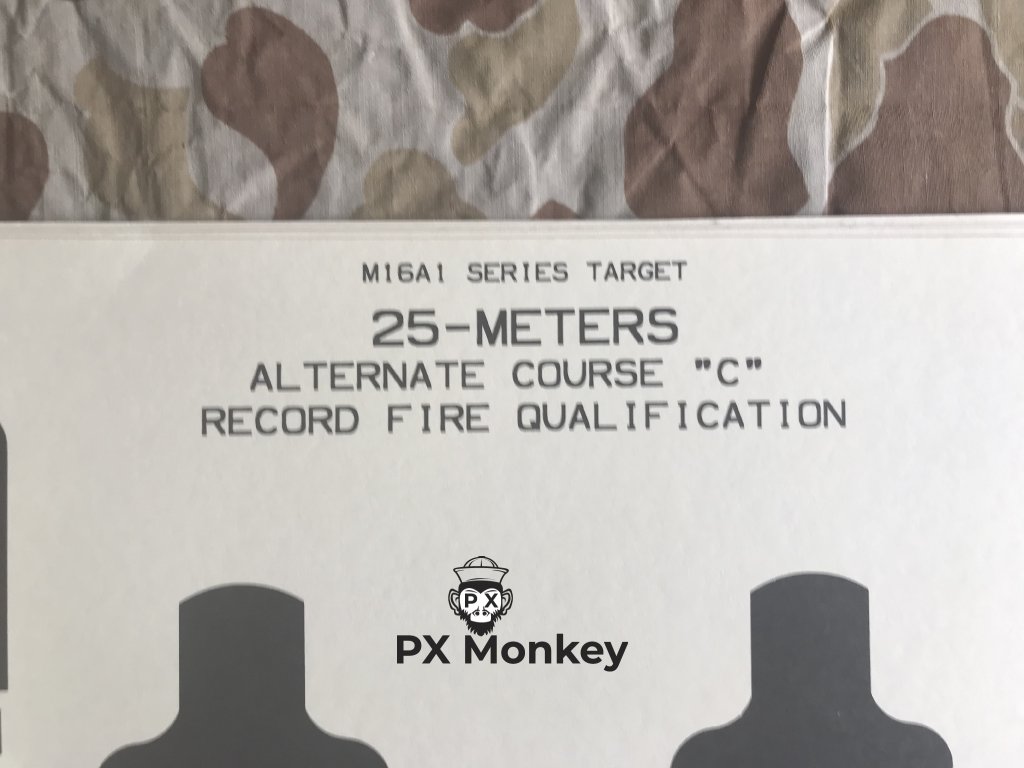 M16A1 SERIES TARGET
25-METERS
ALTERNATE COURSE "C"
RECORD FIRE QUALIFICATION
PX
PX Monkey